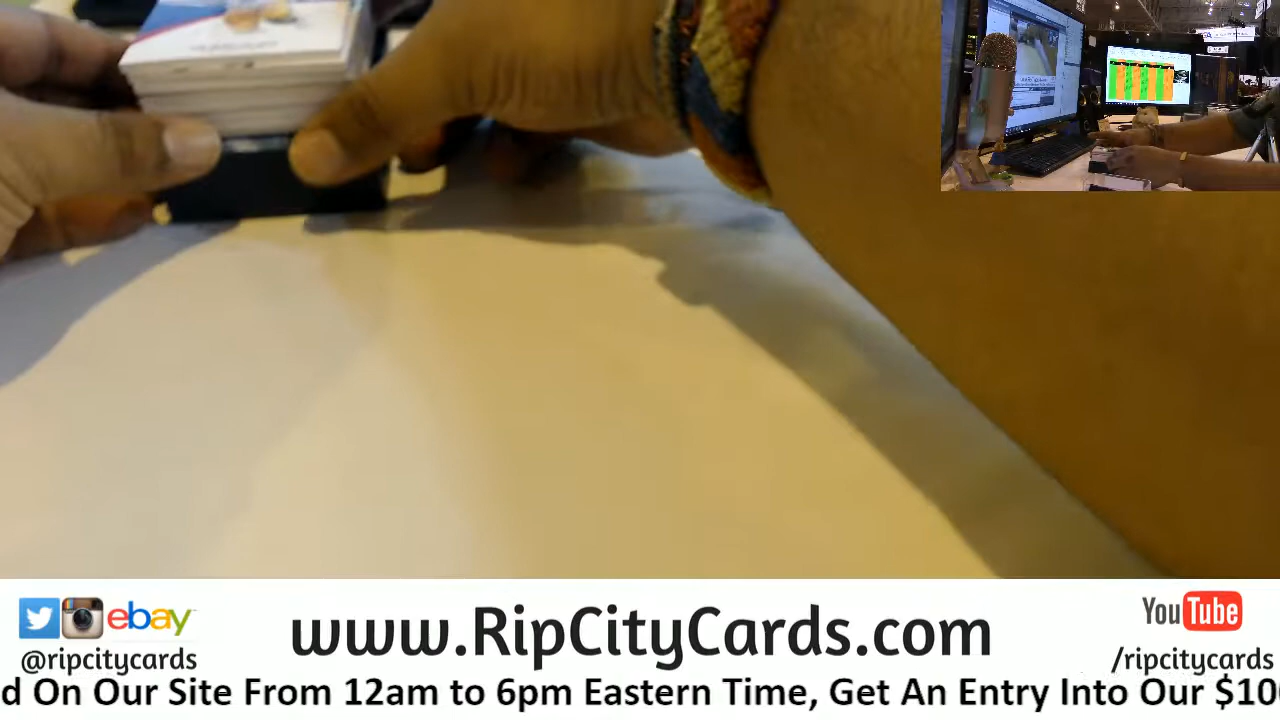 ebay
www.RipCityCards.com
YouTube
@ripcitycards
/ripcitycards
d On Our Site From 12am to 6pm Eastern Time, Get An Entry Into Our $10